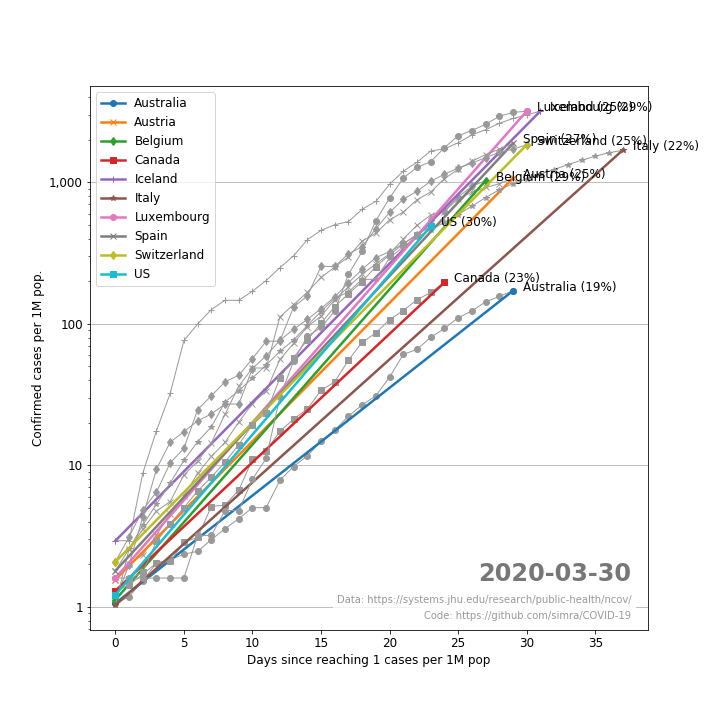 Australia
Austria
Belgium
Canada
Iceland
Italy
Luxembourg
Spain
Switzerland
US
Luxembourg (25%)
Iceland (29%)
Spain (27%)
Switzerland (25%)
Italy (22%)
Austria (25%)
Belgium (29%)
US (30%)
Canada (23%)
Australia (19%)
1,000
100
10
1
Confirmed cases per 1M pop.
2020-03-30
Data: https://systems.jhu.edu/research/public-health/ncov/
Code: https://github.com/simra/COVID-19
0 5 10 15 20 25 30 35
Days since reaching 1 cases per 1M pop